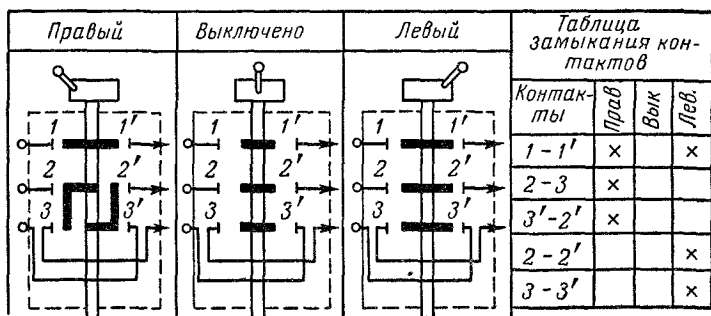 Правый Выключено Левый
1 1'
2 2'
3 3'
1 1'
2 2'
3 3'
1 1'
2 2'
3 3'
Таблица
замыкания кон-
тактов
Контак-
ты Прав Вык Лев.
1-1' × ×
2-3 ×
3'-2' ×
2-2' ×
3-3' ×